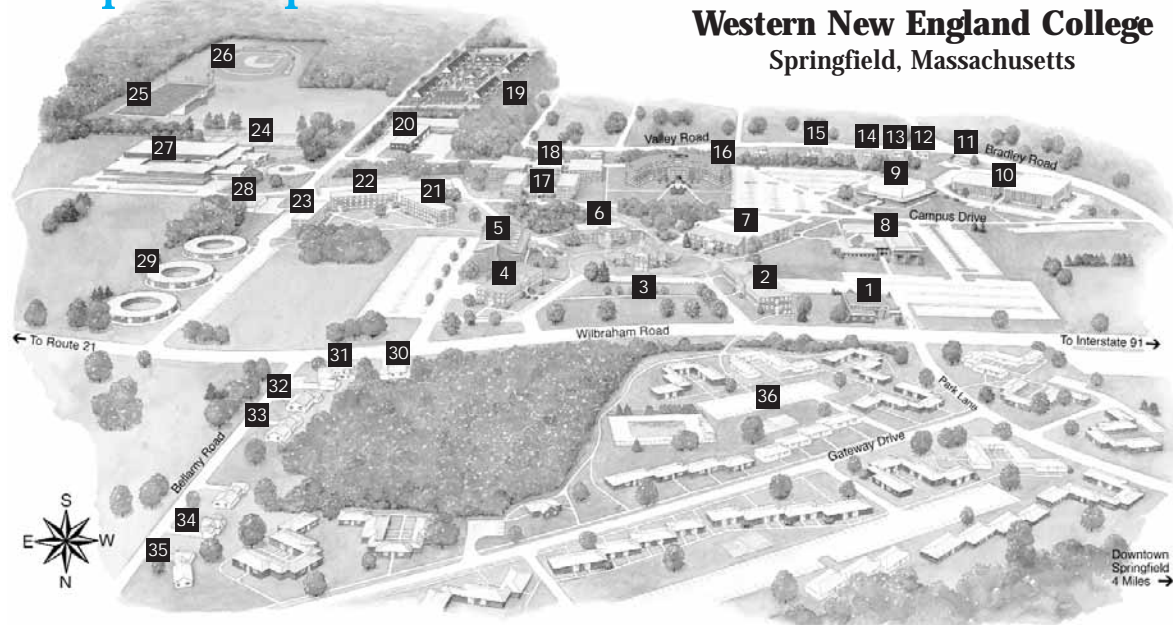 Western New England College
Springfield, Massachusetts
26
25
19
24
20
27
18
Valley Road
16
15
14
13
12
11
Bradley Road
28
23
22
21
17
9
10
6
7
Campus Drive
8
5
29
4
3
2
1
Wilbraham Road
To Route 21
To Interstate 91
31
30
32
33
36
Park Lane
Gateway Drive
Bellamy Road
S
E
W
N
34
35
Downtown
Springfield
4 Miles